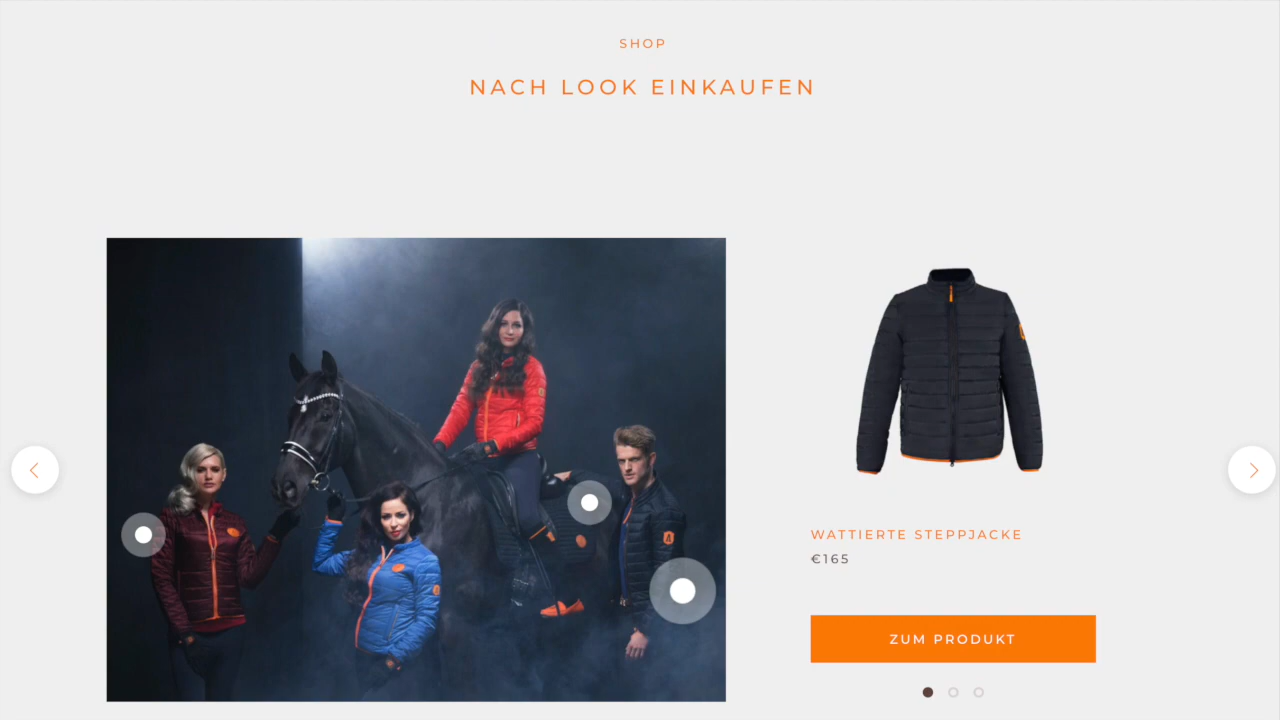 SHOP
NACH LOOK EINKAUFEN
WATTIERTE STEPPJACKE
€165
ZUM PRODUKT